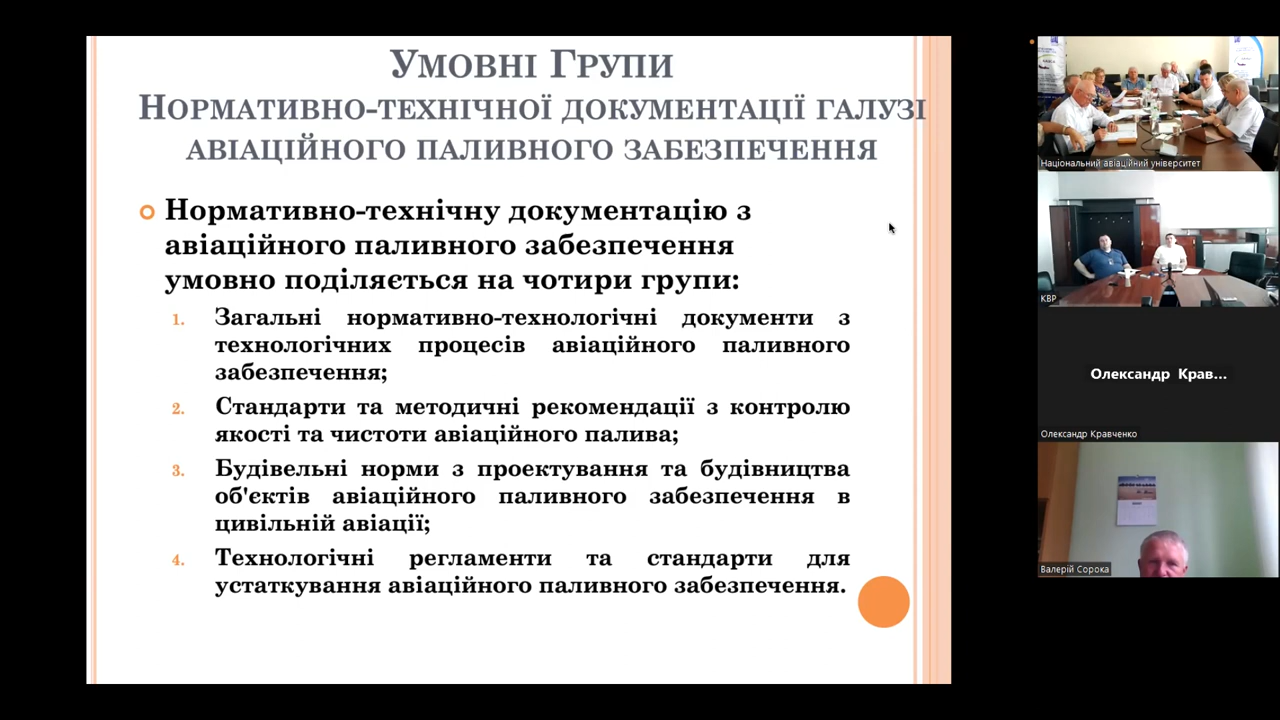 Умовні Групи
Нормативно-технічної документації галузі
авіаційного паливного забезпечення
Нормативно-технічну документацію з
авіаційного паливного забезпечення
умовно поділяється на чотири групи:
1. Загальні нормативно-технологічні документи з
технологічних процесів авіаційного паливного
забезпечення;
2. Стандарти та методичні рекомендації з контролю
якості та чистоти авіаційного палива;
3. Будівельні норми з проектування та будівництва
об'єктів авіаційного паливного забезпечення в
цивільній авіації;
4. Технологічні регламенти та стандарти для
устаткування авіаційного паливного забезпечення.
Національний авіаційний університет
КВР
Олександр Крав...
Олександр Кравченко
Валерій Сорока